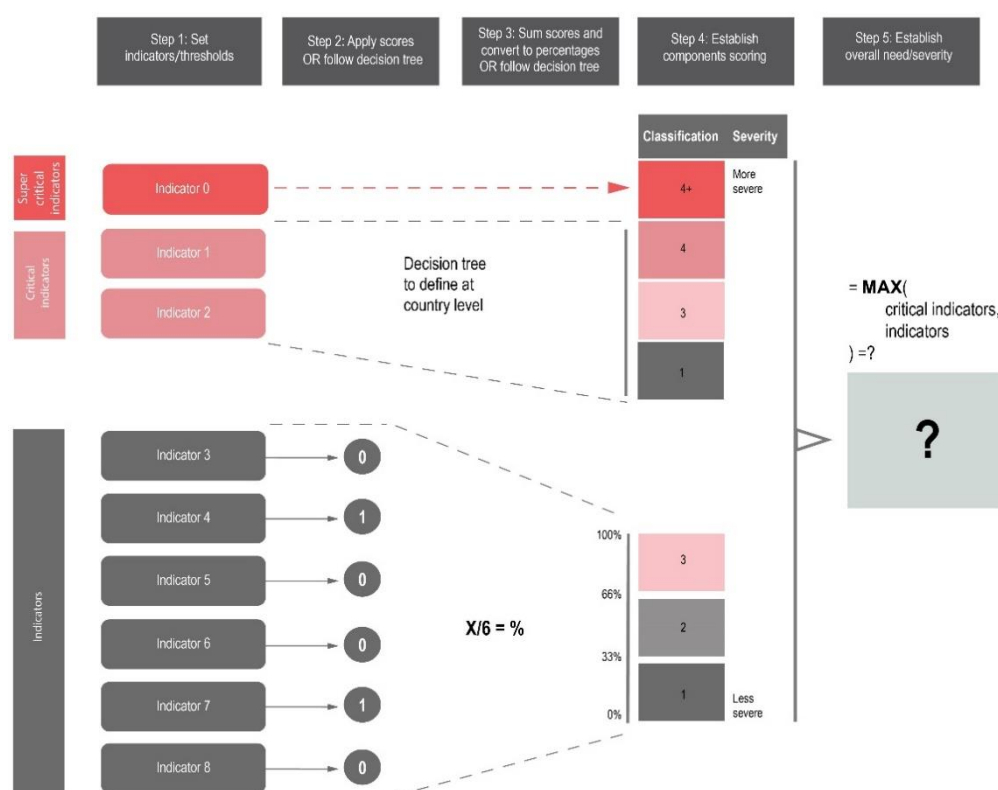 Step 1: Set
indicators/thresholds
Step 2: Apply scores
OR follow decision tree
Step 3: Sum scores and
convert to percentages
OR follow decision tree
Step 4: Establish
components scoring
Step 5: Establish
overall need/severity
Classification Severity
Super
critical
indicators
Indicator 0
4+
More
severe
Critical
indicators
Indicator 1
Indicator 2
Decision tree
to define at
country level
4
3
1
= MAX(
critical indicators,
indicators
) =?
?
Indicators
Indicator 3
0
Indicator 4
1
Indicator 5
0
Indicator 6
0
Indicator 7
1
Indicator 8
0
X/6 = %
100%
66%
33%
0%
3
2
1
Less
severe